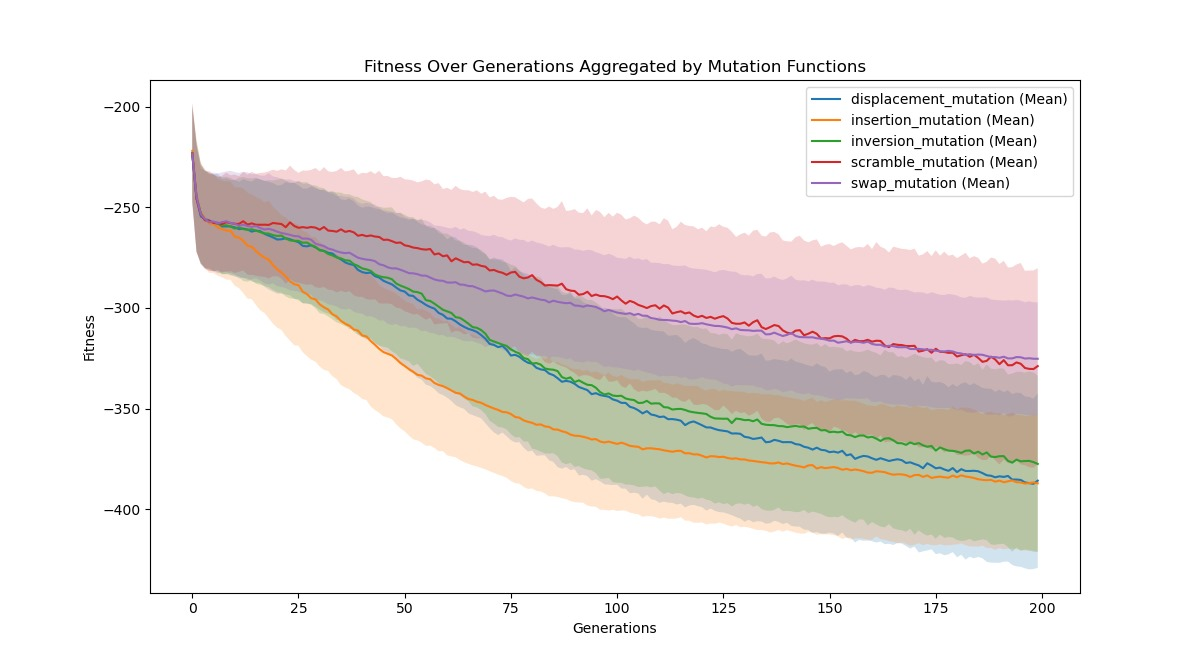 Fitness Over Generations Aggregated by Mutation Functions
displacement_mutation (Mean)
insertion_mutation (Mean)
inversion_mutation (Mean)
scramble_mutation (Mean)
swap_mutation (Mean)
Fitness
−200
−250
−300
−350
−400
0 25 50 75 100 125 150 175 200
Generations